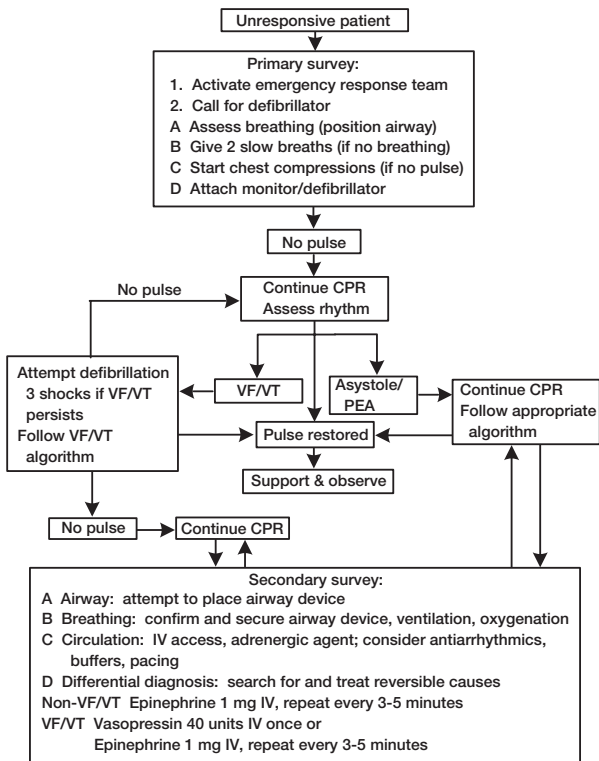 Unresponsive patient
Primary survey:
1. Activate emergency response team
2. Call for defibrillator
A Assess breathing (position airway)
B Give 2 slow breaths (if no breathing)
C Start chest compressions (if no pulse)
D Attach monitor/defibrillator
No pulse
No pulse
Continue CPR
Assess rhythm
Attempt defibrillation
3 shocks if VF/VT
persists
Follow VF/VT
algorithm
VF/VT
Asystole/
PEA
Continue CPR
Follow appropriate
algorithm
Pulse restored
Support & observe
No pulse
Continue CPR
Secondary survey:
A Airway: attempt to place airway device
B Breathing: confirm and secure airway device, ventilation, oxygenation
C Circulation: IV access, adrenergic agent; consider antiarrhythmics,
buffers, pacing
D Differential diagnosis: search for and treat reversible causes
Non-VF/VT Epinephrine 1 mg IV, repeat every 3-5 minutes
VF/VT Vasopressin 40 units IV once or
Epinephrine 1 mg IV, repeat every 3-5 minutes